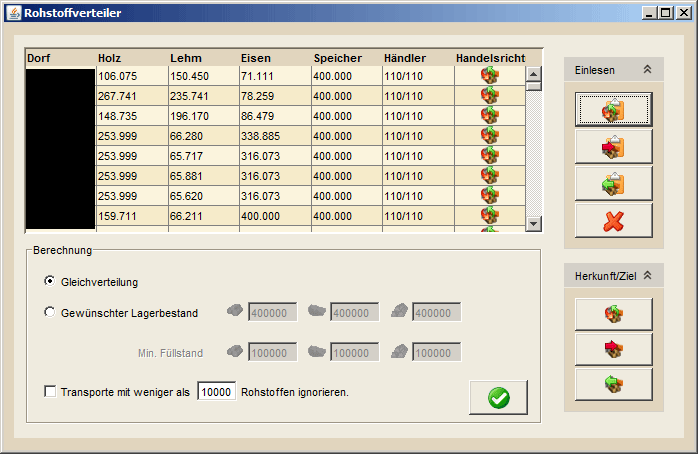 Rohstoffverteiler
Dorf Holz Lehm Eisen Speicher Händler Handelsricht
106.075 150.450 71.111 400.000 110/110
267.741 235.741 78.259 400.000 110/110
148.735 196.170 86.479 400.000 110/110
253.999 66.280 338.885 400.000 110/110
253.999 65.717 316.073 400.000 110/110
253.999 65.881 316.073 400.000 110/110
253.999 65.620 316.073 400.000 110/110
159.711 66.211 400.000 400.000 110/110
Einlesen
Herkunft/Ziel
Berechnung
Gleichverteilung
Gewünschter Lagerbestand 400000 400000 400000
Min. Füllstand 100000 100000 100000
Transporte mit weniger als 10000 Rohstoffen ignorieren.